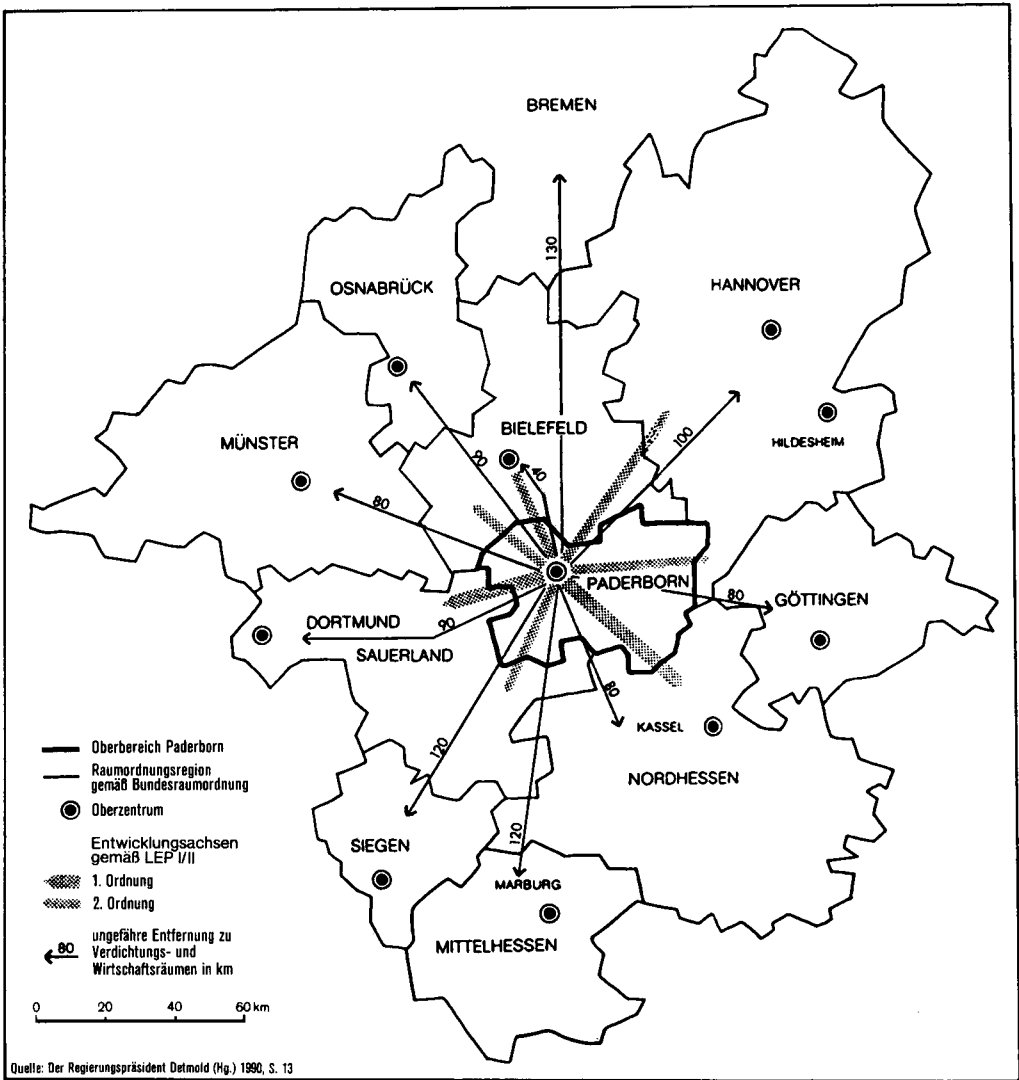 BREMEN
130
OSNABRÜCK
HANNOVER
BIELEFELD
MÜNSTER
HILDESHEIM
90
40
100
80
PADERBORN
80
GÖTTINGEN
DORTMUND
90
SAUERLAND
80
KASSEL
NORDHESSEN
120
120
SIEGEN
MARBURG
MITTELHESSEN
Oberbereich Paderborn
Raumordnungsregion
gemäß Bundesraumordnung
Oberzentrum
Entwicklungsachsen
gemäß LEP I/II
1. Ordnung
2. Ordnung
80
ungefähre Entfernung zu
Verdichtungs- und
Wirtschaftsräumen in km
0 20 40 60 km
Quelle: Der Regierungspräsident Detmold (Hg.) 1990, S. 13